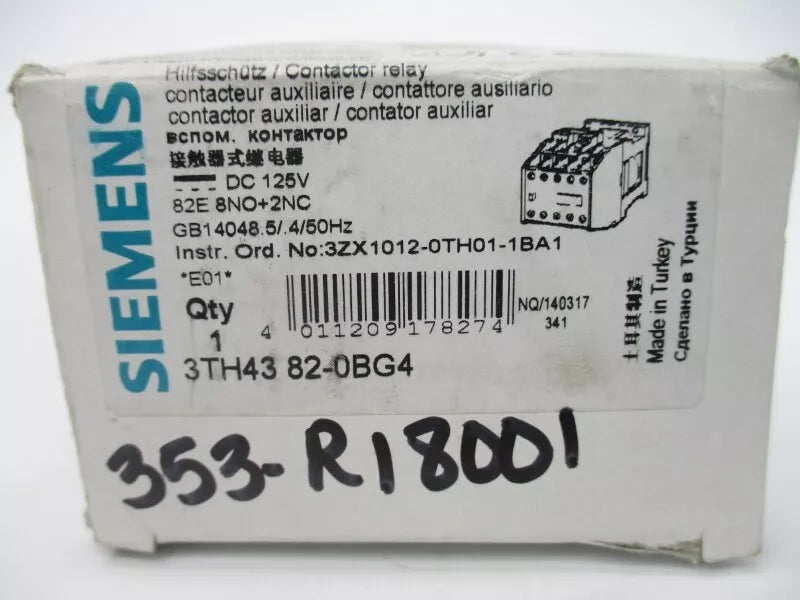 SIEMENS
Hilfsschütz / Contactor relay
contacteur auxiliaire / contattore ausiliario
contactor auxiliar / contator auxiliar
вспом. контактор
接触器式继电器
DC 125V
82E 8NO+2NC
GB14048.5/.4/50Hz
Instr. Ord. No:3ZX1012-0TH01-1BA1
*E01*
Qty
1
4 011209 178274
NQ/140317
341
3TH43 82-0BG4
土耳其制造
Made in Turkey
Сделано в Турции
353-R18001